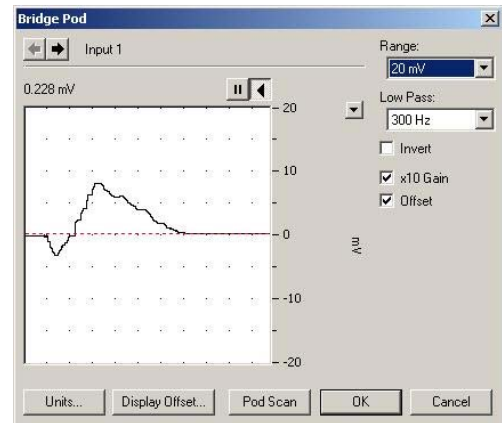 Bridge Pod
Input 1
0.228 mV
20
10
0
-10
-20
mV
Range:
20 mV
Low Pass:
300 Hz
Invert
x10 Gain
Offset
Units...
Display Offset...
Pod Scan
OK
Cancel